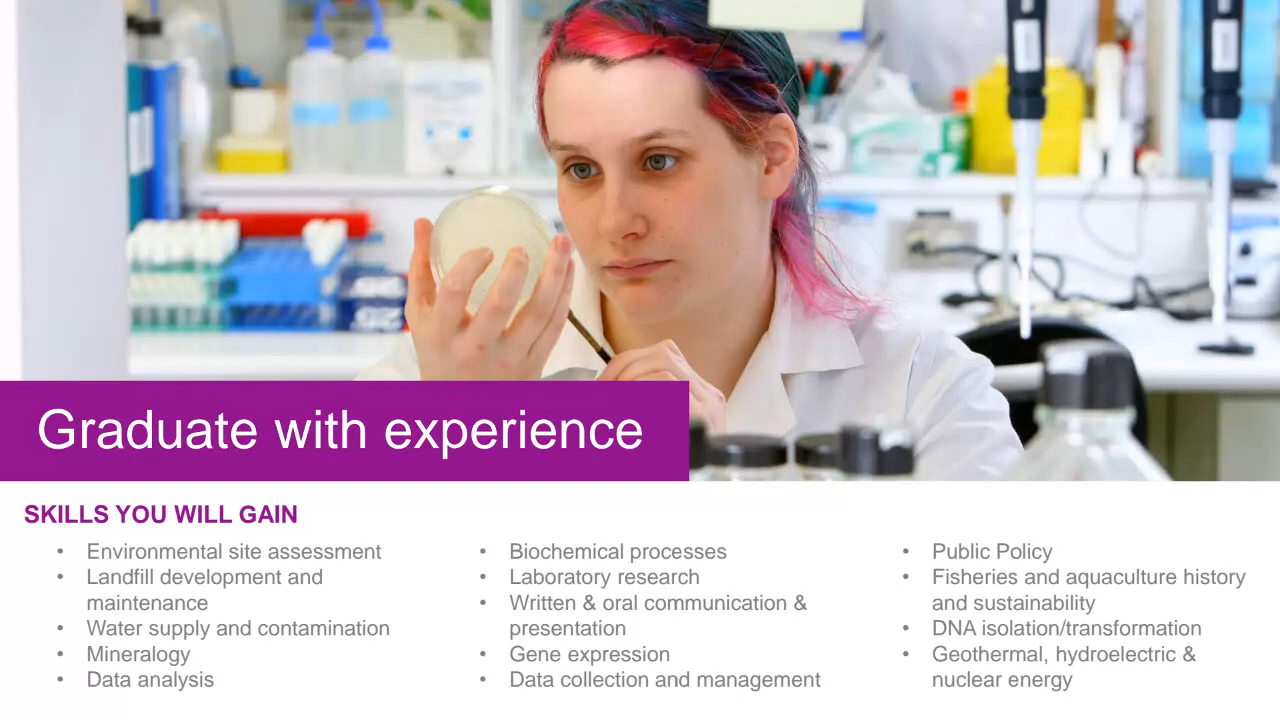 Graduate with experience
SKILLS YOU WILL GAIN
• Environmental site assessment
• Landfill development and
maintenance
• Water supply and contamination
• Mineralogy
• Data analysis
• Biochemical processes
• Laboratory research
• Written & oral communication &
presentation
• Gene expression
• Data collection and management
• Public Policy
• Fisheries and aquaculture history
and sustainability
• DNA isolation/transformation
• Geothermal, hydroelectric &
nuclear energy